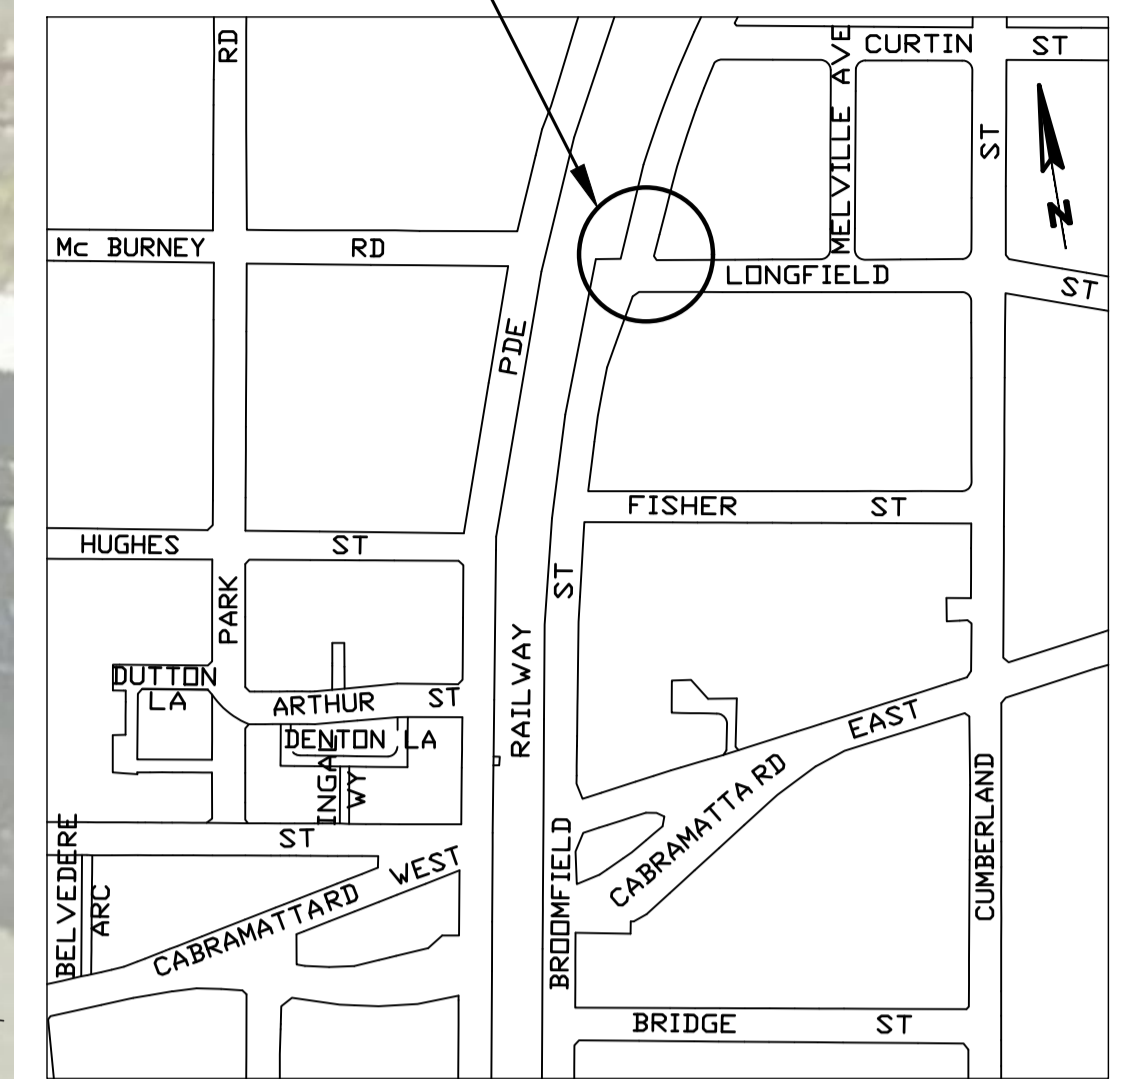 RD
CURTIN ST
MELVILLE AVE
ST
N
Mc BURNEY RD
LONGFIELD ST
PDE
FISHER ST
HUGHES ST
PARK
ST
RAILWAY
DUTTON
LA
ARTHUR ST
DENTON LA
INGA
WY
EAST
CABRAMATTA RD
CUMBERLAND
ST
BELVEDERE
ARC
WEST
CABRAMATTARD
BROOMFIELD
BRIDGE ST